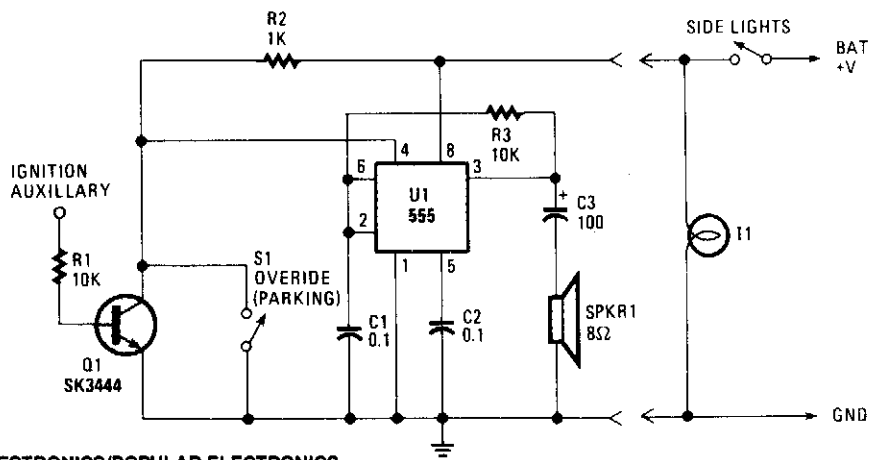 R2
1K
SIDE LIGHTS
BAT
+V
R3
10K
4
8
3
6
IGNITION
AUXILLARY
U1
555
+
C3
100
2
I1
R1
10K
S1
OVERIDE
(PARKING)
1
5
C1
0.1
C2
0.1
SPKR1
8Ω
Q1
SK3444
GND